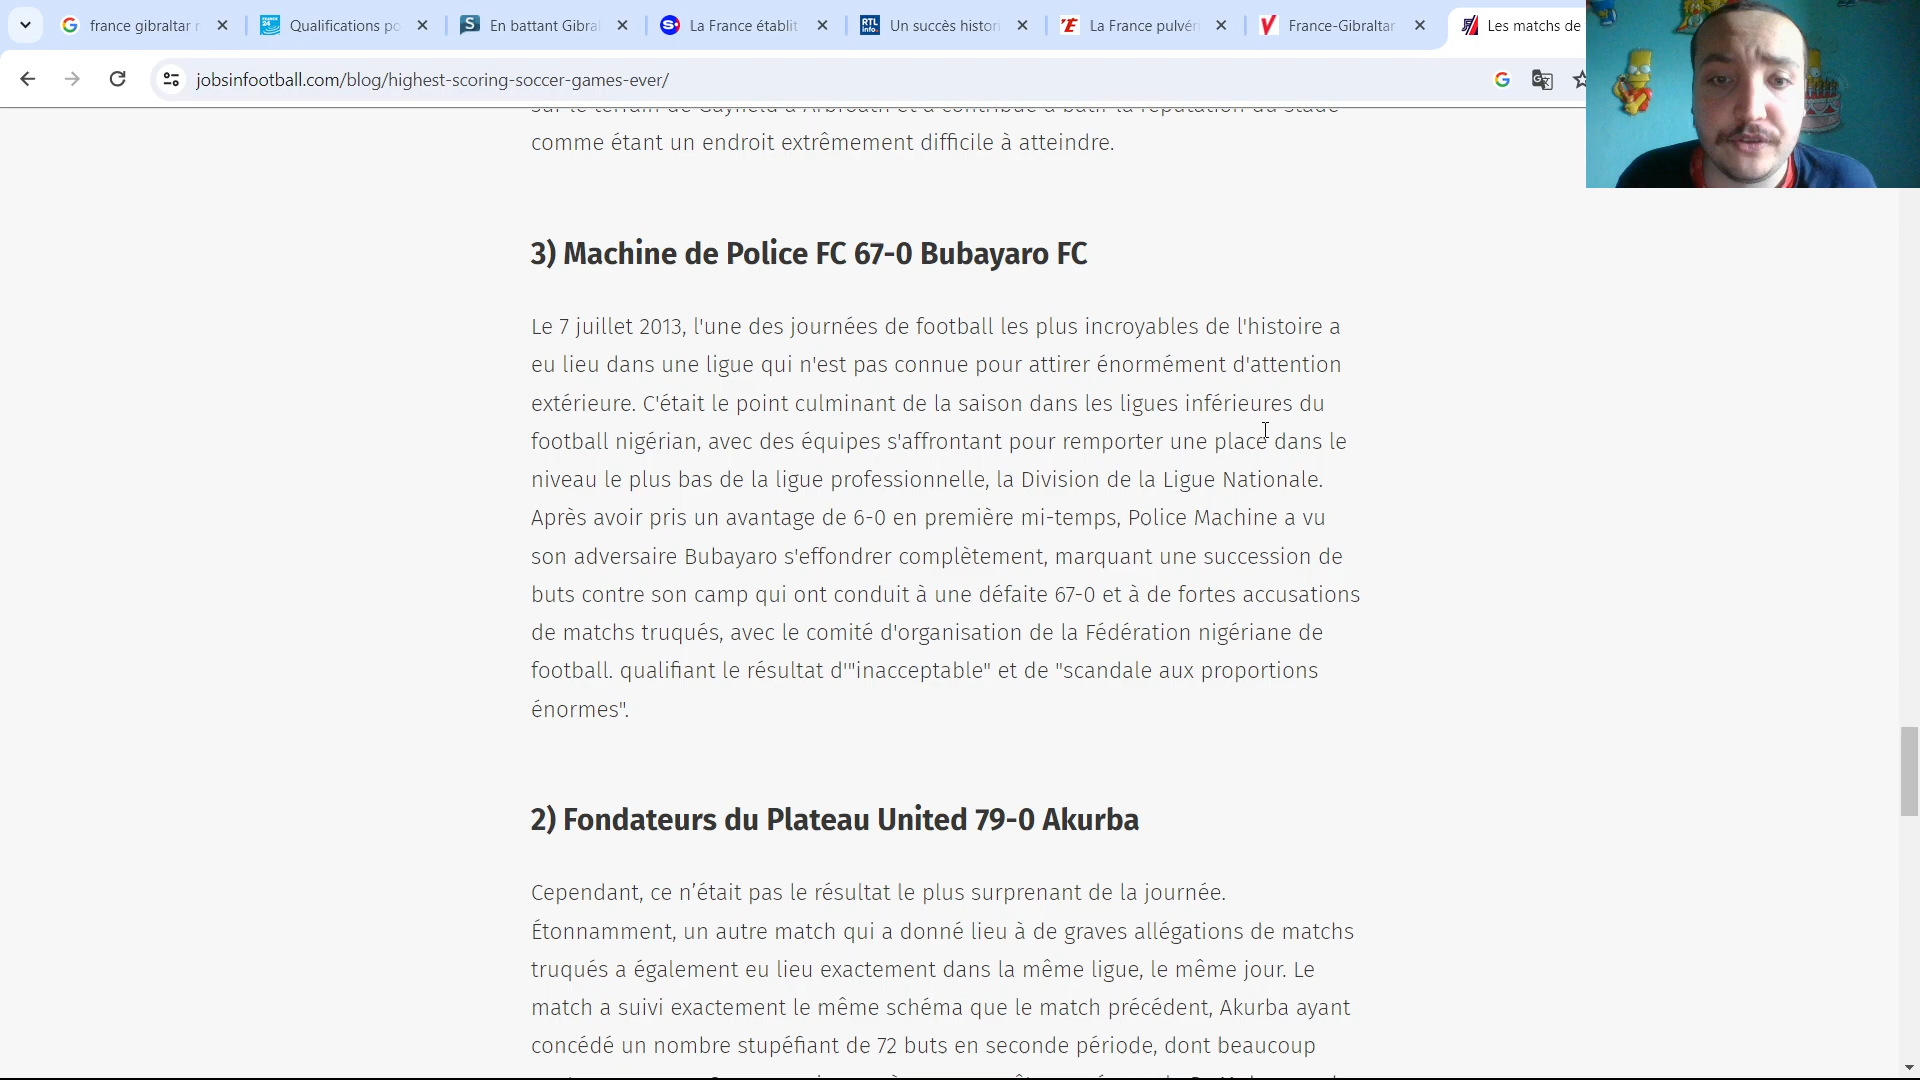 france gibraltar r
Qualifications po
En battant Gibra
La France établit
Un succès histori
La France pulvéri
France-Gibraltar
Les matchs de
jobsinfootball.com/blog/highest-scoring-soccer-games-ever/
sur le terrain de Gayfield à Arbroath et a contribué à bâtir la réputation du stade
comme étant un endroit extrêmement difficile à atteindre.
3) Machine de Police FC 67-0 Bubayaro FC
Le 7 juillet 2013, l'une des journées de football les plus incroyables de l'histoire a
eu lieu dans une ligue qui n'est pas connue pour attirer énormément d'attention
extérieure. C'était le point culminant de la saison dans les ligues inférieures du
football nigérian, avec des équipes s'affrontant pour remporter une place dans le
niveau le plus bas de la ligue professionnelle, la Division de la Ligue Nationale.
Après avoir pris un avantage de 6-0 en première mi-temps, Police Machine a vu
son adversaire Bubayaro s'effondrer complètement, marquant une succession de
buts contre son camp qui ont conduit à une défaite 67-0 et à de fortes accusations
de matchs truqués, avec le comité d'organisation de la Fédération nigériane de
football. qualifiant le résultat d'"inacceptable" et de "scandale aux proportions
énormes".
2) Fondateurs du Plateau United 79-0 Akurba
Cependant, ce n’était pas le résultat le plus surprenant de la journée.
Étonnamment, un autre match qui a donné lieu à de graves allégations de matchs
truqués a également eu lieu exactement dans la même ligue, le même jour. Le
match a suivi exactement le même schéma que le match précédent, Akurba ayant
concédé un nombre stupéfiant de 72 buts en seconde période, dont beaucoup